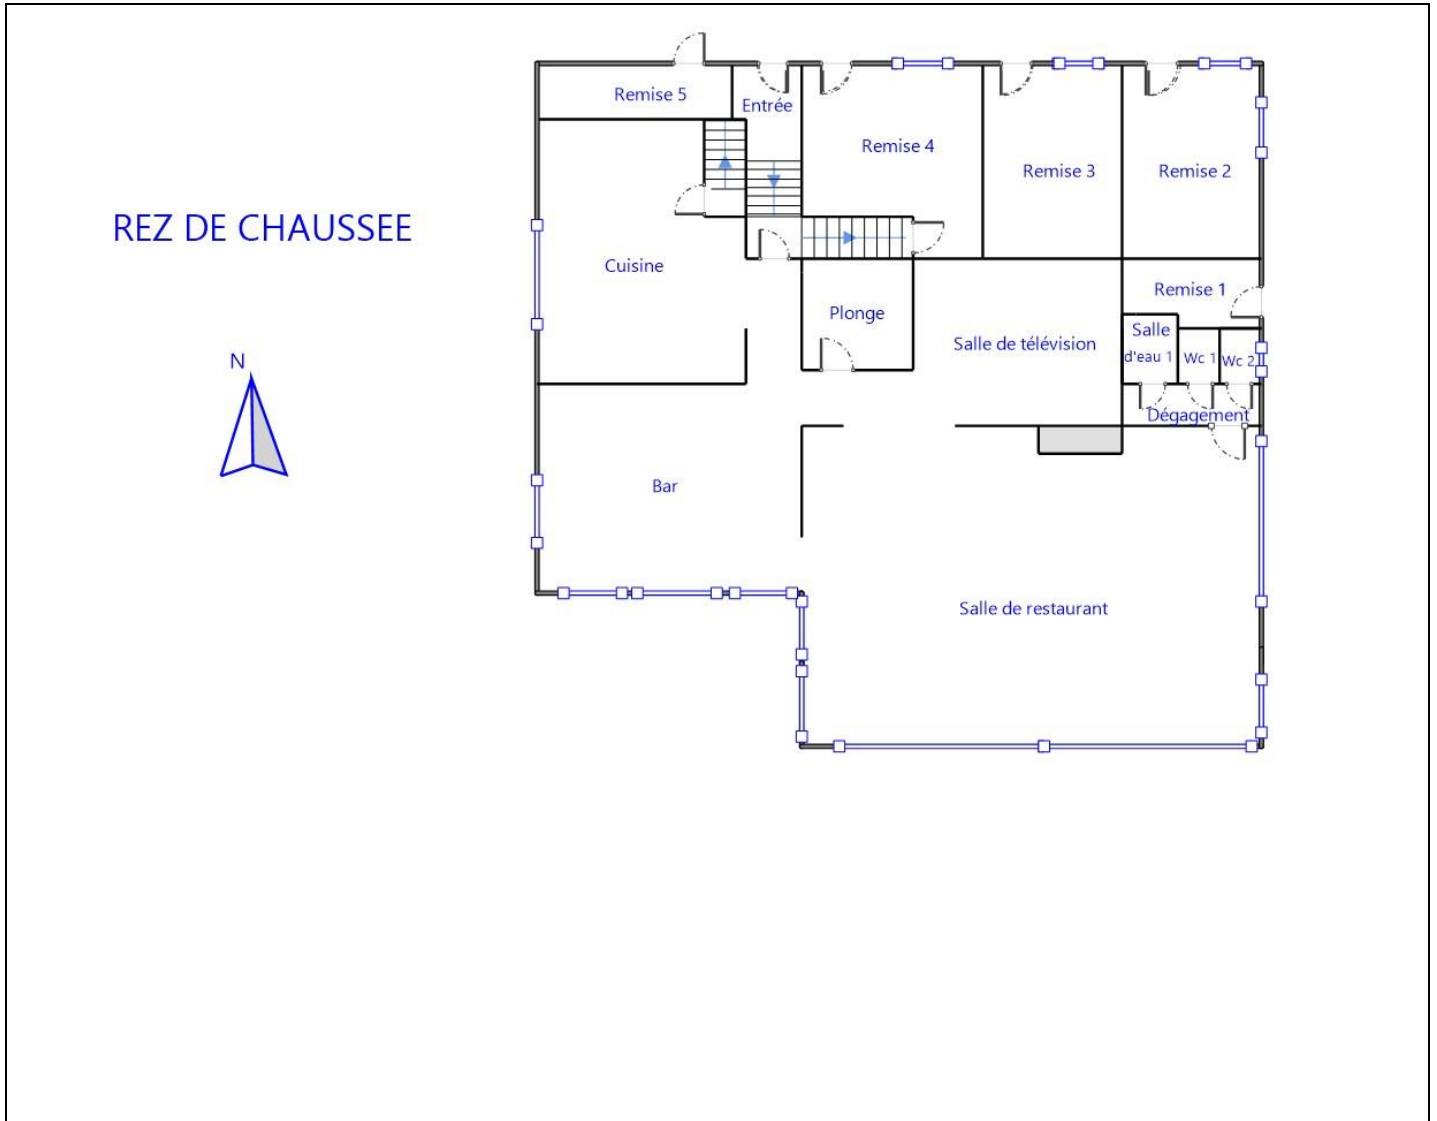 Remise 5
Entrée
Remise 4
Remise 3
Remise 2
REZ DE CHAUSSEE
Cuisine
Remise 1
Plonge
Salle de télévision
Salle
d'eau 1
Wc 1
Wc 2
N
Dégagement
Bar
Salle de restaurant